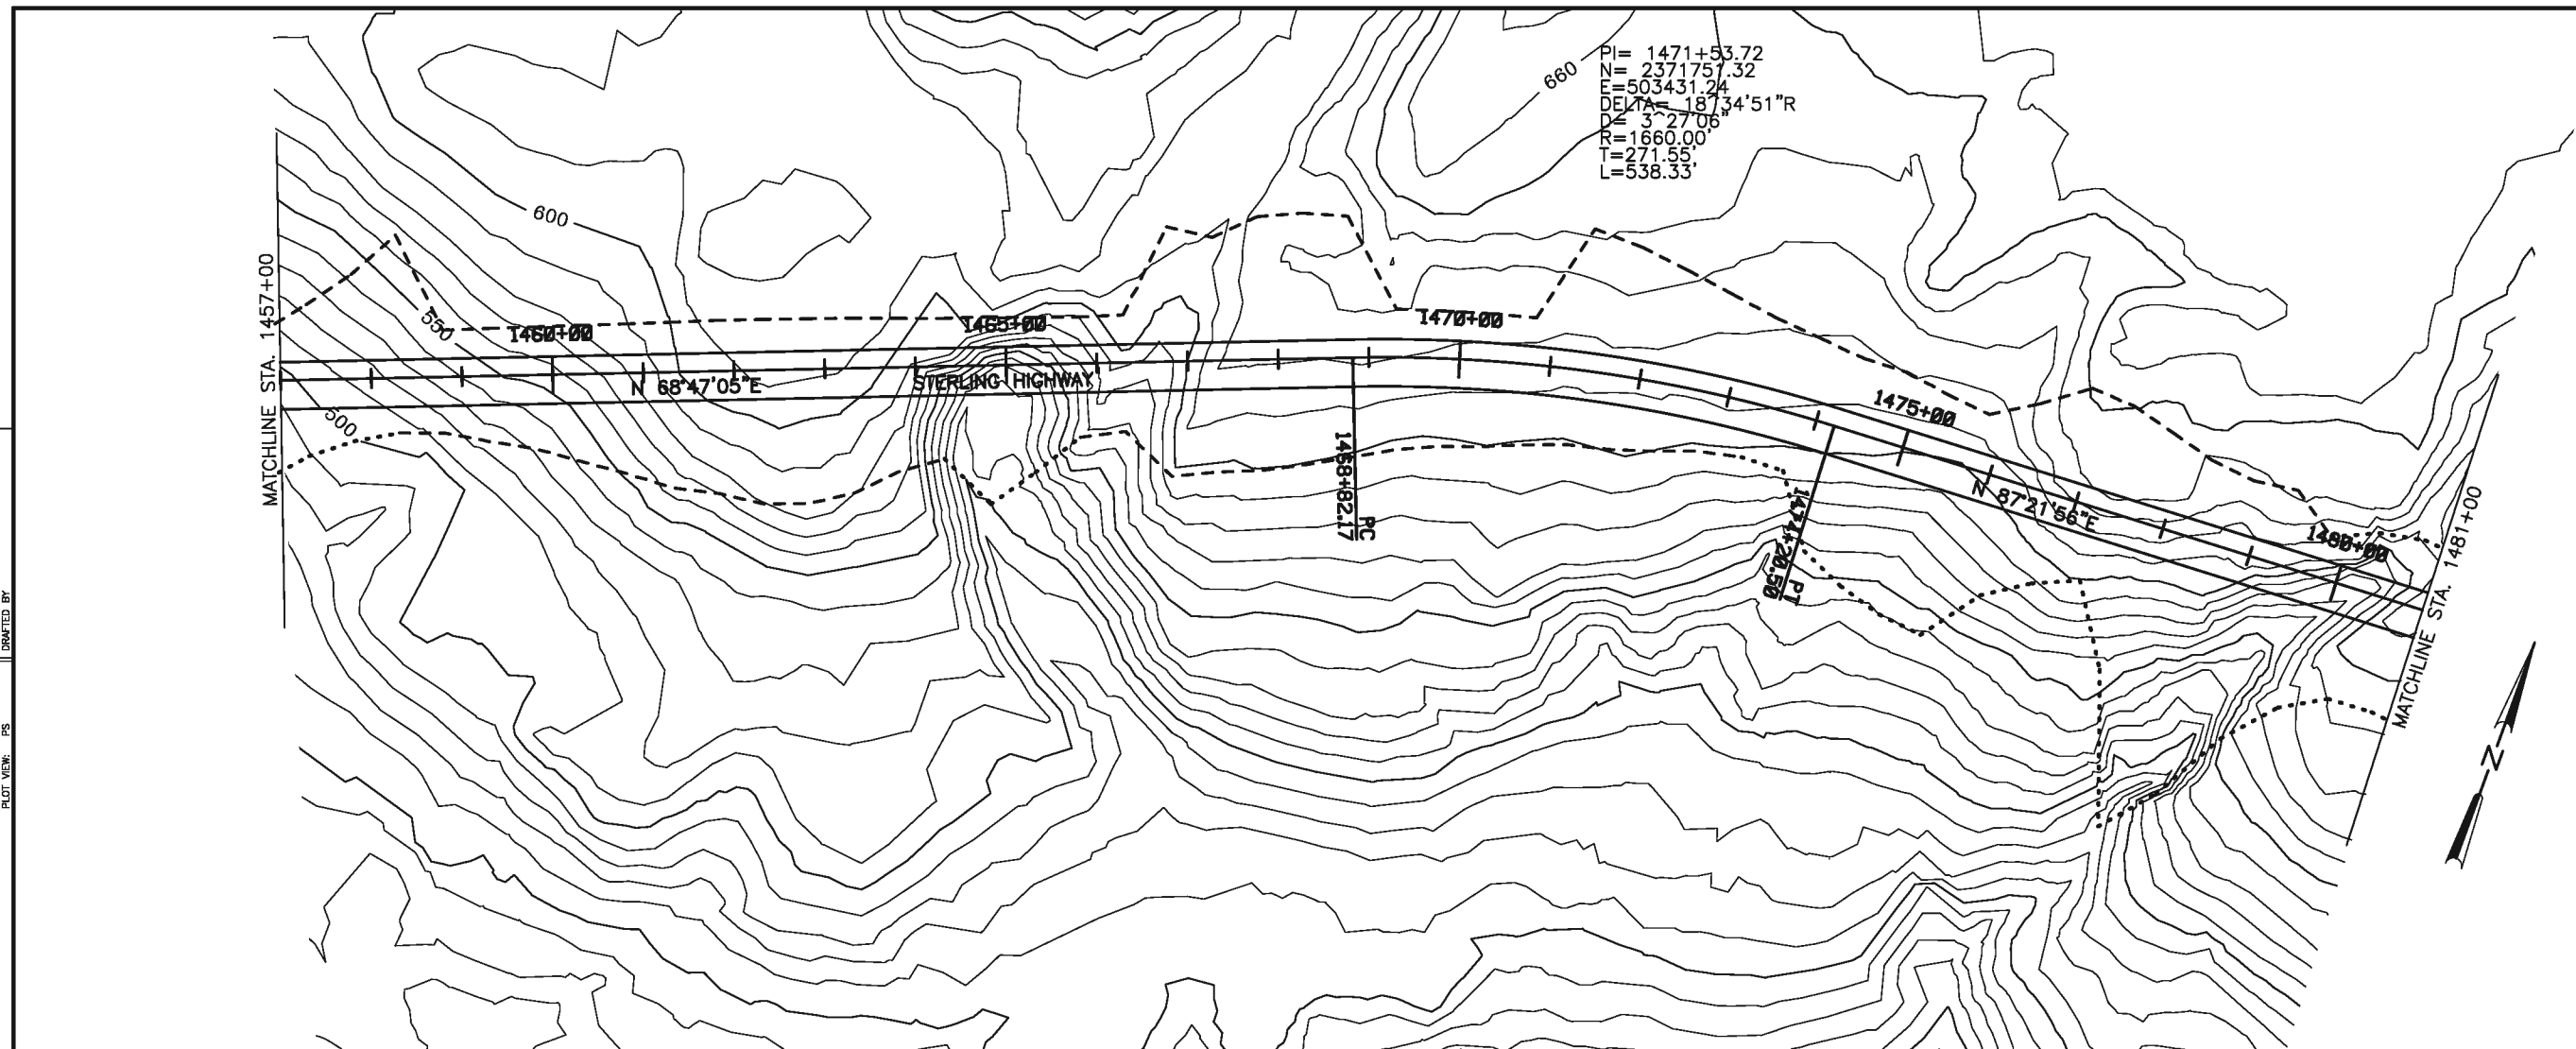 PI= 1471+53.72
N= 2371751.32
E=503431.24
DELTA= 18°34'51"R
D= 3^27'06"
R=1660.00'
T=271.55'
L=538.33'
660
600
550
500
MATCHLINE STA. 1457+00
1460+00
1465+00
1470+00
1475+00
1480+00
N 68°47'05"E
STERLING HIGHWAY
1468+82.17
PC
1474+20.50
PT
N 87°21'56"E
MATCHLINE STA. 1481+00
N
DRAFTED BY
PLOT VIEW: PS